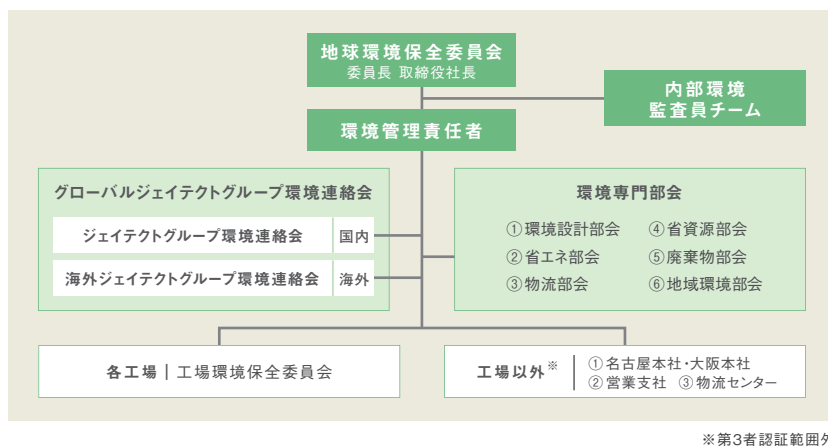 地球環境保全委員会
委員長 取締役社長
内部環境
監査員チーム
環境管理責任者
グローバルジェイテクトグループ環境連絡会
ジェイテクトグループ環境連絡会 国内
海外ジェイテクトグループ環境連絡会 海外
環境専門部会
①環境設計部会 ④省資源部会
②省エネ部会 ⑤廃棄物部会
③物流部会 ⑥地域環境部会
各工場 | 工場環境保全委員会
工場以外※
①名古屋本社・大阪本社
②営業支社 ③物流センター
※第3者認証範囲外